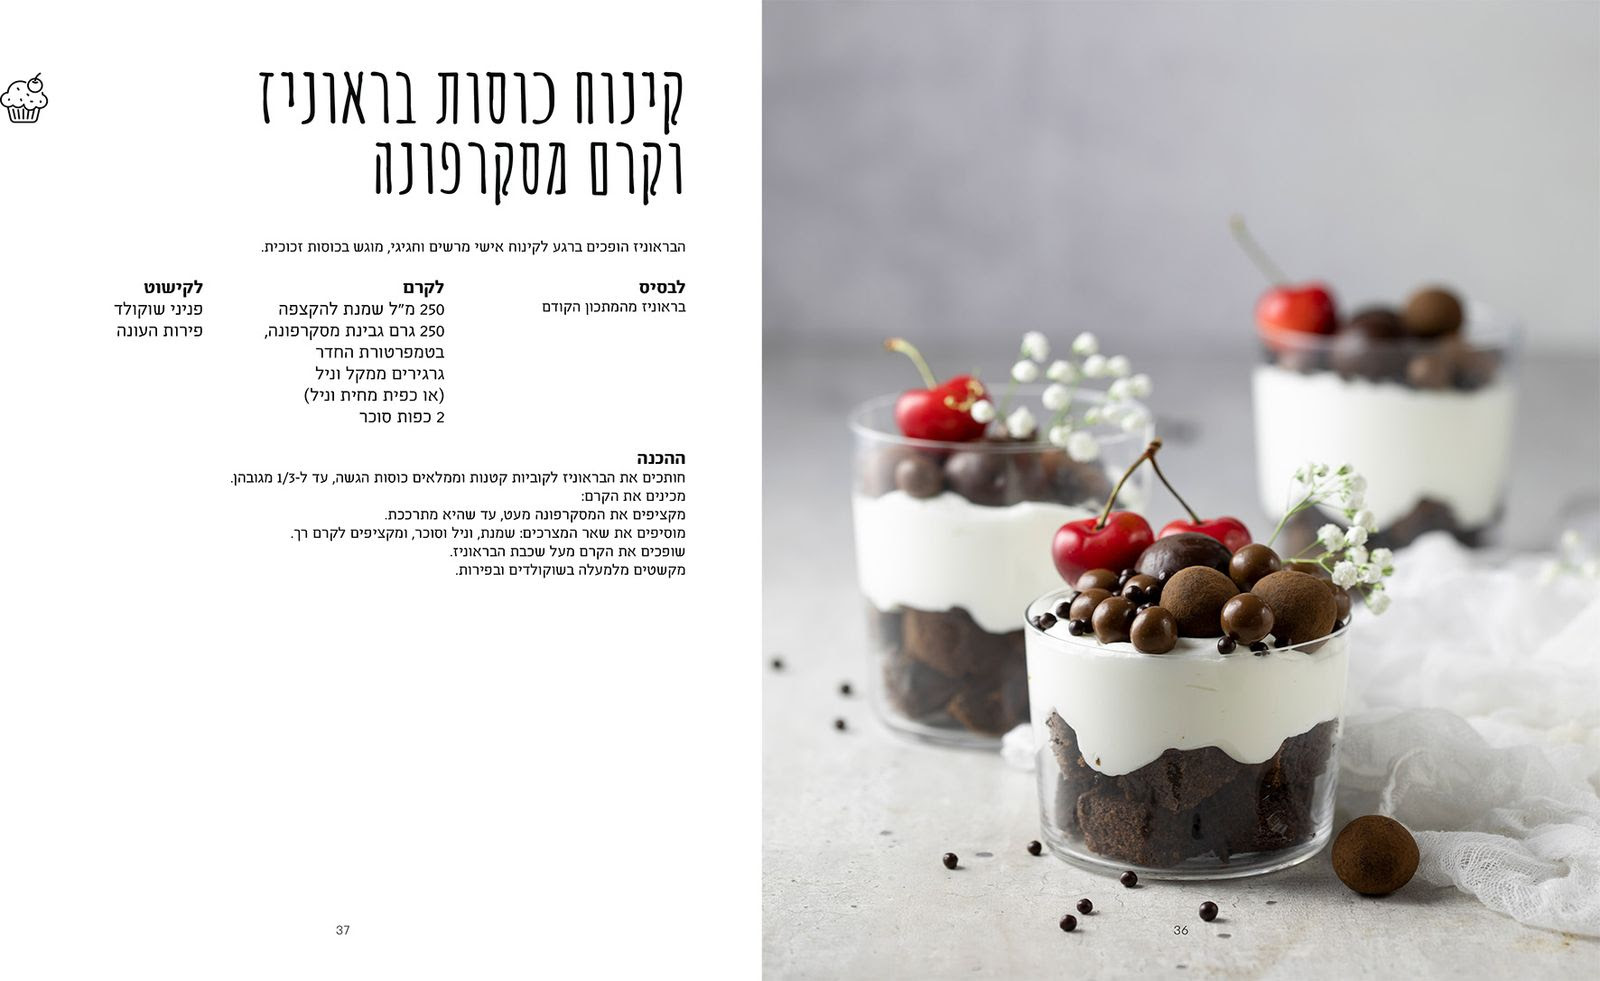 קינוח כוסות בראוניז
וקרם מסקרפונה
הבראוניז הופכים ברגע לקינוח אישי מרשים וחגיגי, מוגש בכוסות זכוכית.
לבסיס
בראוניז מהמתכון הקודם
לקרם
250 מ"ל שמנת להקצפה
250 גרם גבינת מסקרפונה,
בטמפרטורת החדר
גרגירים ממקל וניל
(או כפית מחית וניל)
2 כפות סוכר
לקישוט
פניני שוקולד
פירות העונה
ההכנה
חותכים את הבראוניז לקוביות קטנות וממלאים כוסות הגשה, עד ל-1/3 מגובהן.
מכינים את הקרם:
מקציפים את המסקרפונה מעט, עד שהיא מתרככת.
מוסיפים את שאר המצרכים: שמנת, וניל וסוכר, ומקציפים לקרם רך.
שופכים את הקרם מעל שכבת הבראוניז.
מקשטים מלמעלה בשוקולדים ובפירות.
36
37